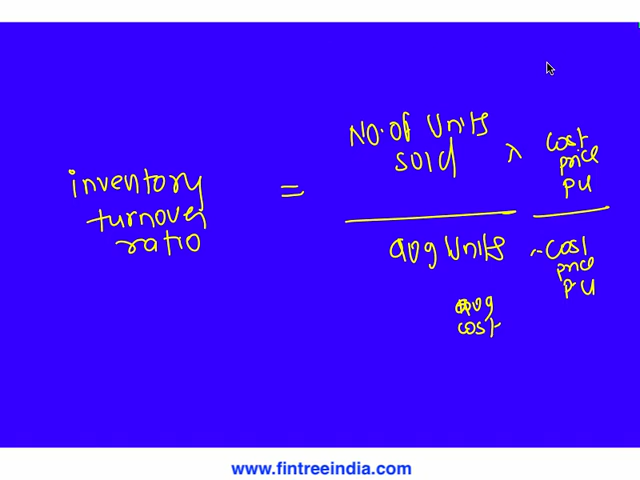 No. of Units
sold × cost
price
pu
inventory
turnover
ratio
=
avg Units × cost
price
pu
avg
cost
www.fintreeindia.com